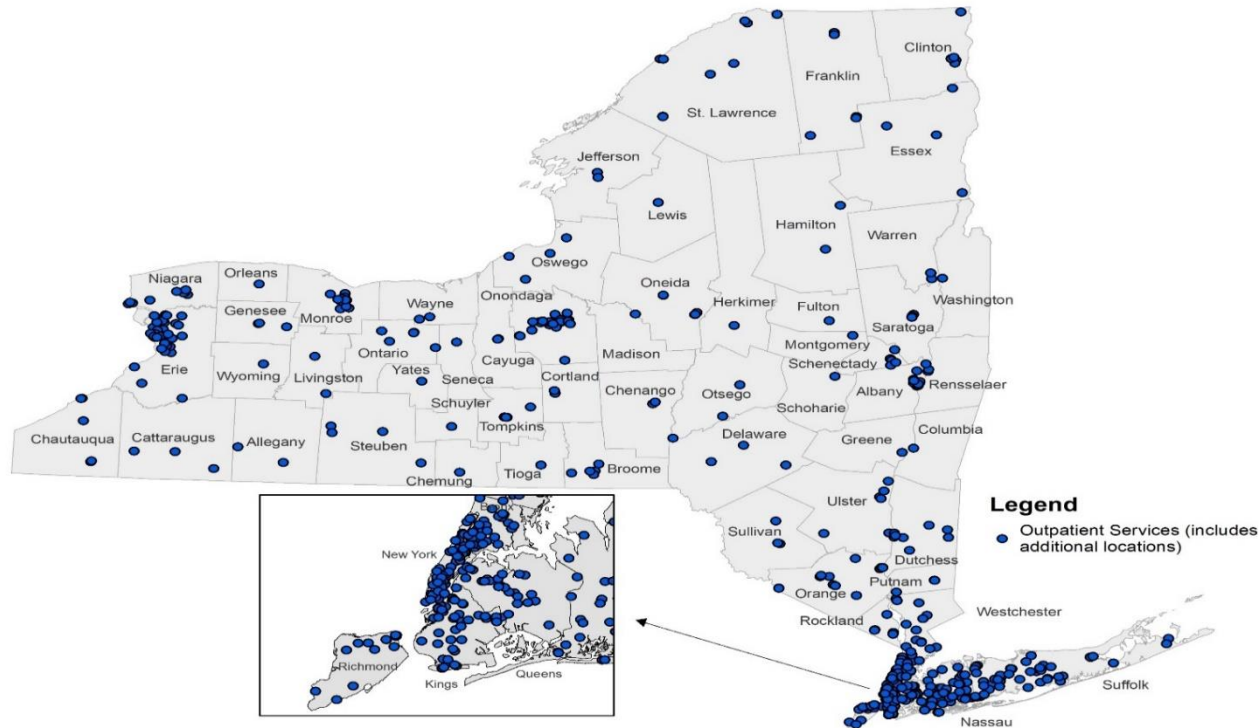 Clinton
Franklin
St. Lawrence
Essex
Jefferson
Lewis
Hamilton
Warren
Oswego
Orleans
Niagara
Oneida
Washington
Wayne
Onondaga
Herkimer
Fulton
Genesee
Monroe
Saratoga
Montgomery
Ontario
Cayuga
Madison
Schenectady
Erie
Wyoming
Livingston
Yates
Seneca
Cortland
Chenango
Otsego
Albany
Rensselaer
Schuyler
Schoharie
Tompkins
Chautauqua
Cattaraugus
Allegany
Steuben
Delaware
Greene
Columbia
Chemung
Tioga
Broome
Ulster
Legend
Sullivan
Outpatient Services (includes
additional locations)
New York
Dutchess
Putnam
Orange
Westchester
Rockland
Richmond
Kings
Queens
Suffolk
Nassau